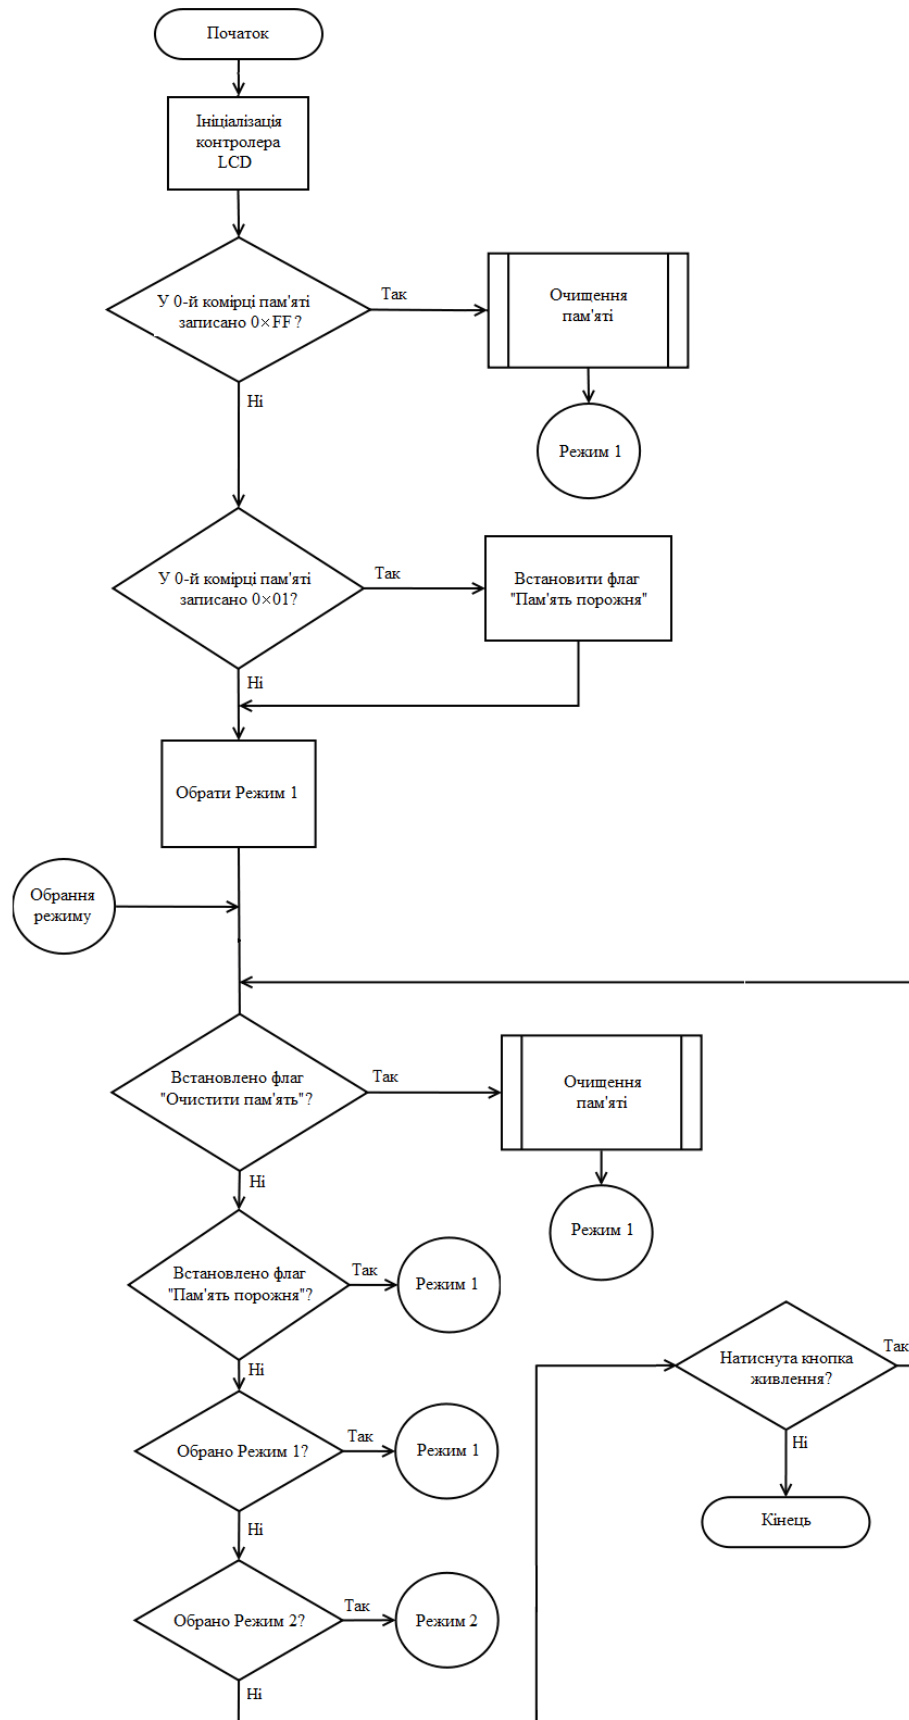 Початок
Ініціалізація
контролера
LCD
У 0-й комірці пам'яті
записано 0×FF?
Так
Очищення
пам'яті
Ні
Режим 1
У 0-й комірці пам'яті
записано 0×01?
Так
Встановити флаг
"Пам'ять порожня"
Ні
Обрати Режим 1
Обрання
режиму
Встановлено флаг
"Очистити пам'ять"?
Так
Очищення
пам'яті
Ні
Режим 1
Встановлено флаг
"Пам'ять порожня"?
Так
Режим 1
Ні
Натиснута кнопка
живлення?
Так
Ні
Кінець
Обрано Режим 1?
Так
Режим 1
Ні
Обрано Режим 2?
Так
Режим 2
Ні